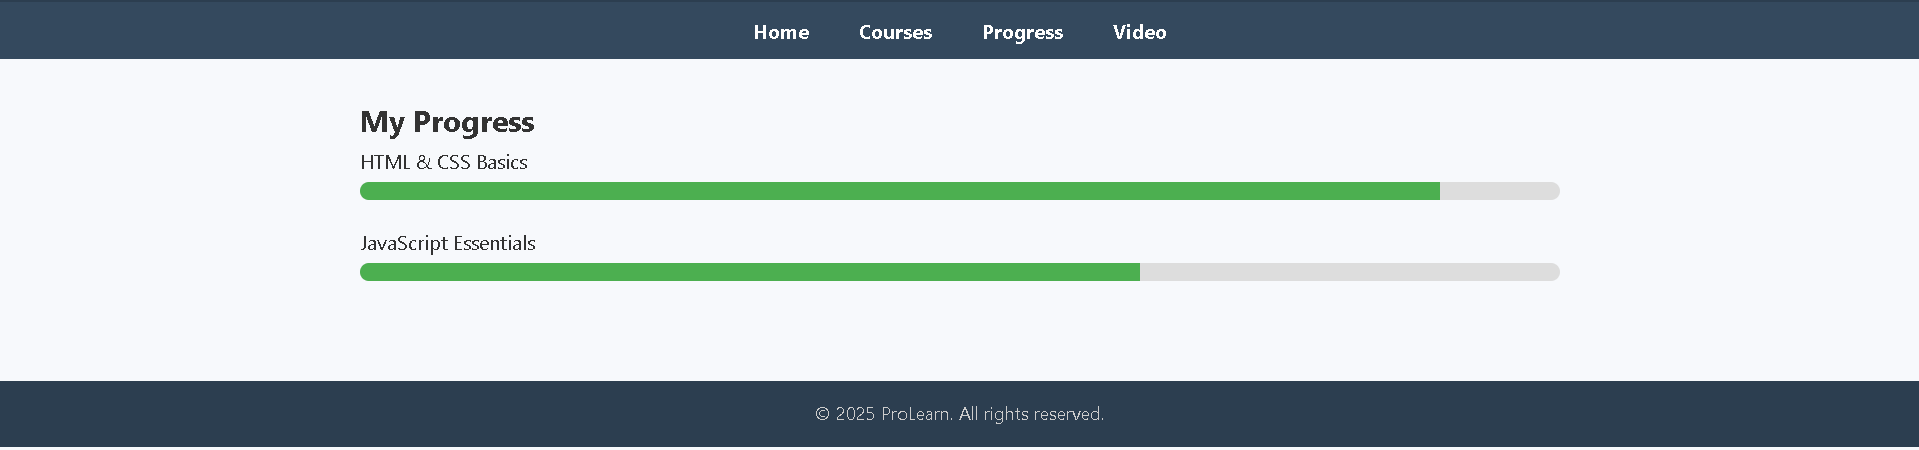 Home Courses Progress Video
My Progress
HTML & CSS Basics
JavaScript Essentials
© 2025 ProLearn. All rights reserved.